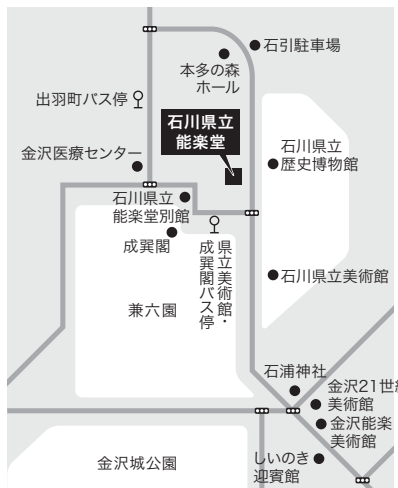 石引駐車場
本多の森
ホール
出羽町バス停
石川県立
能楽堂
石川県立
歴史博物館
金沢医療センター
石川県立
能楽堂別館
成巽閣
県立美術館・
成巽閣バス停
石川県立美術館
兼六園
石浦神社
金沢21世紀
美術館
金沢能楽
美術館
しいのき
迎賓館
金沢城公園